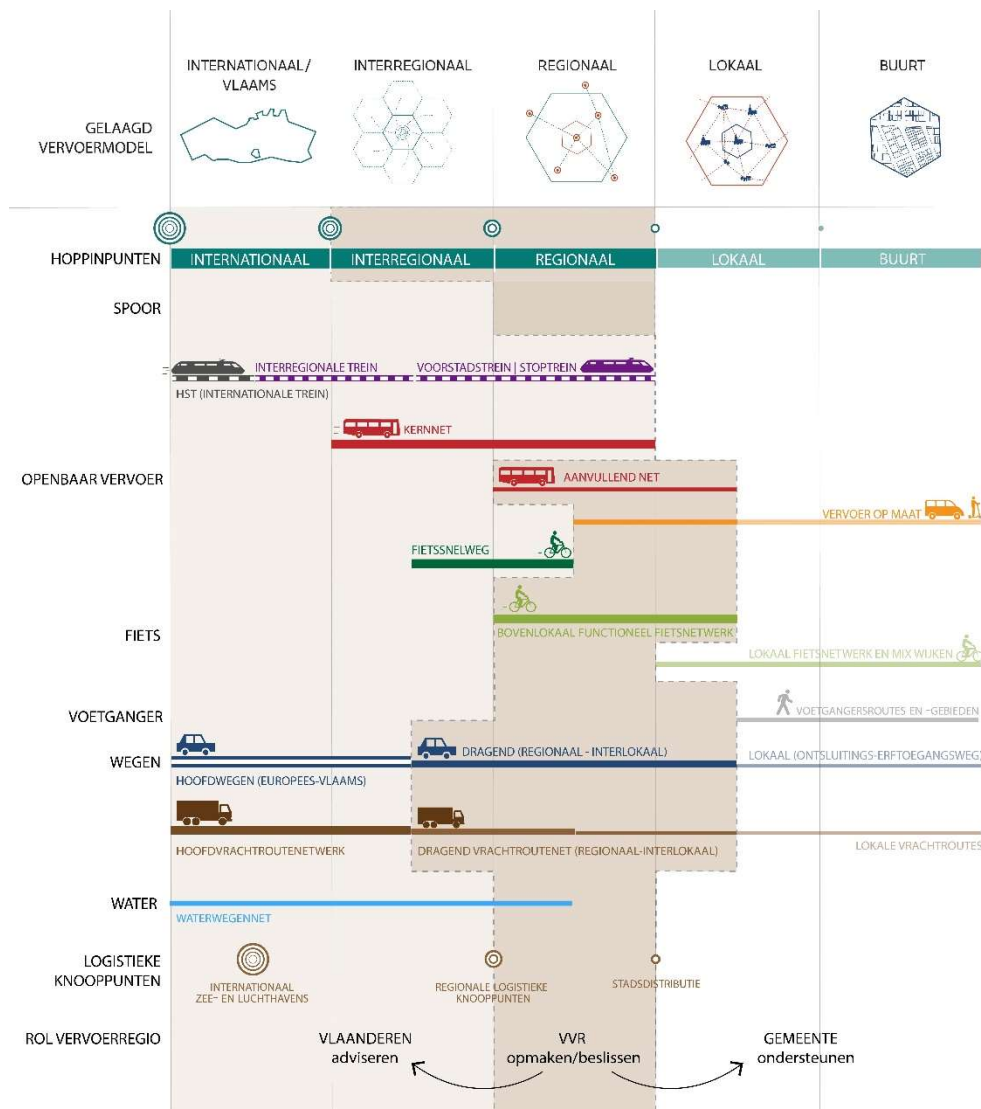 INTERNATIONAAL/
VLAAMS
INTERREGIONAAL
REGIONAAL
LOKAAL
BUURT
GELAAGD
VERVOERMODEL
HOPPINPUNTEN
INTERNATIONAAL
INTERREGIONAAL
REGIONAAL
LOKAAL
BUURT
SPOOR
INTERREGIONALE TREIN
VOORSTADSTREIN | STOPTREIN
HST (INTERNATIONALE TREIN)
KERNNET
OPENBAAR VERVOER
AANVULLEND NET
VERVOER OP MAAT
FIETSSNELWEG
FIETS
BOVENLOKAAL FUNCTIONEEL FIETSNETWERK
LOKAAL FIETSNETWERK EN MIX WIJKEN
VOETGANGER
VOETGANGERSROUTES EN -GEBIEDEN
WEGEN
DRAGEND (REGIONAAL - INTERLOKAAL)
LOKAAL (ONTSLUITINGS-ERFTOEGANGSWEG)
HOOFDWEGEN (EUROPEES-VLAAMS)
HOOFDVRACHTROUTENETWERK
DRAGEND VRACHTROUTENET (REGIONAAL-INTERLOKAAL)
LOKALE VRACHTROUTES
WATER
WATERWEGENNET
LOGISTIEKE
KNOOPPUNTEN
INTERNATIONAAL
ZEE- EN LUCHTHAVENS
REGIONALE LOGISTIEKE
KNOOPPUNTEN
STADSDISTRIBUTIE
ROL VERVOERREGIO
VLAANDEREN
adviseren
VVR
opmaken/beslissen
GEMEENTE
ondersteunen